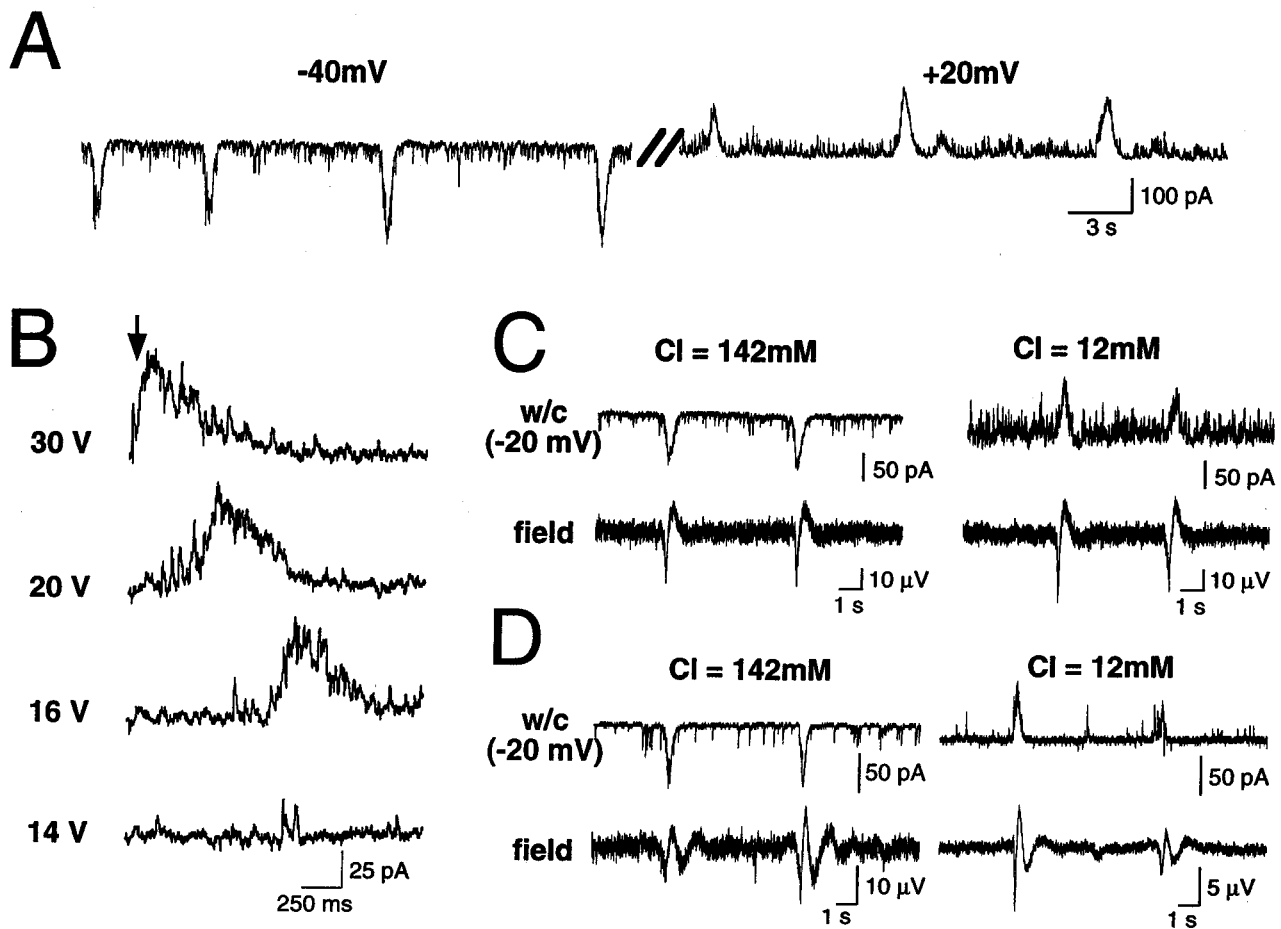 A
-40mV
+20mV
100 pA
3 s
B
30 V
20 V
16 V
14 V
25 pA
250 ms
C
Cl = 142mM
Cl = 12mM
w/c
(-20 mV)
50 pA
50 pA
field
10 µV
1 s
10 µV
1 s
D
Cl = 142mM
Cl = 12mM
w/c
(-20 mV)
50 pA
50 pA
field
10 µV
1 s
5 µV
1 s